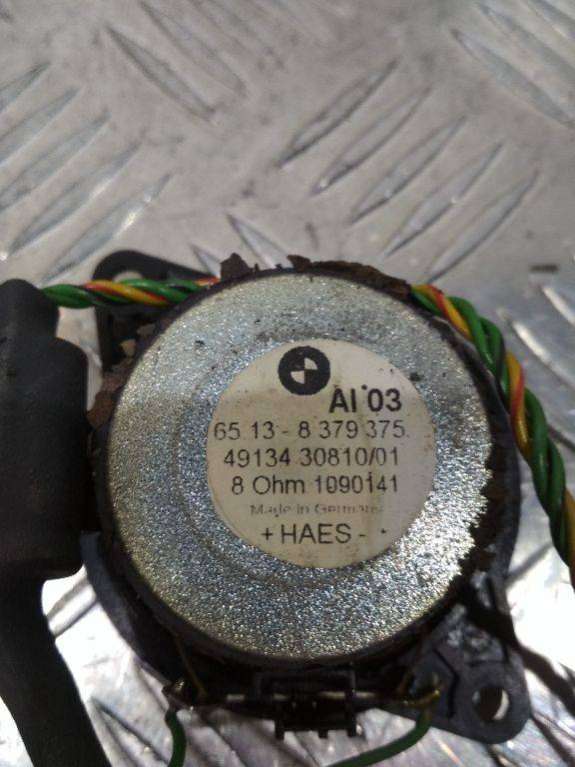 AI 03
65 13 - 8 379 375
49134 30810/01
8 Ohm 1090141
Made in Germany
+ HAES -